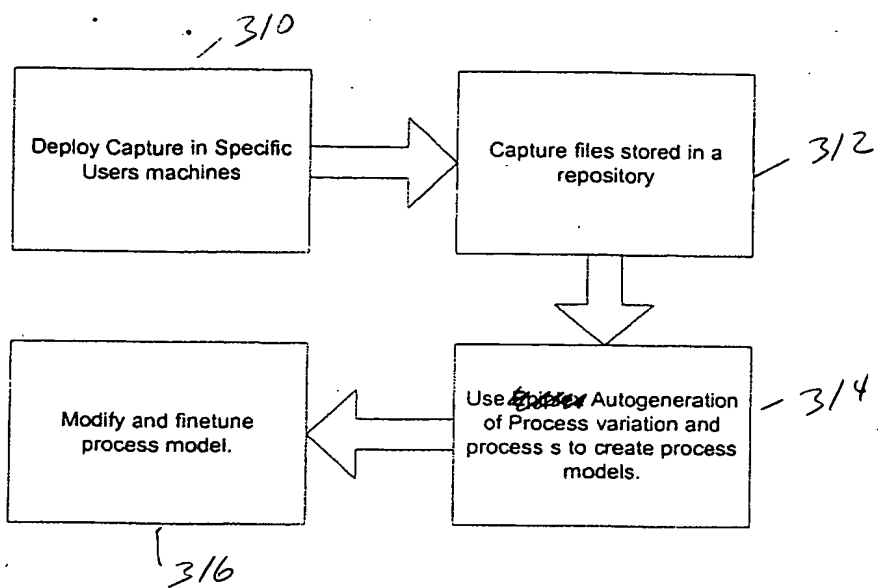 310
Deploy Capture in Specific
Users machines
Capture files stored in a
repository
312
Use Autogeneration
of Process variation and
process s to create process
models.
314
Modify and finetune
process model.
316